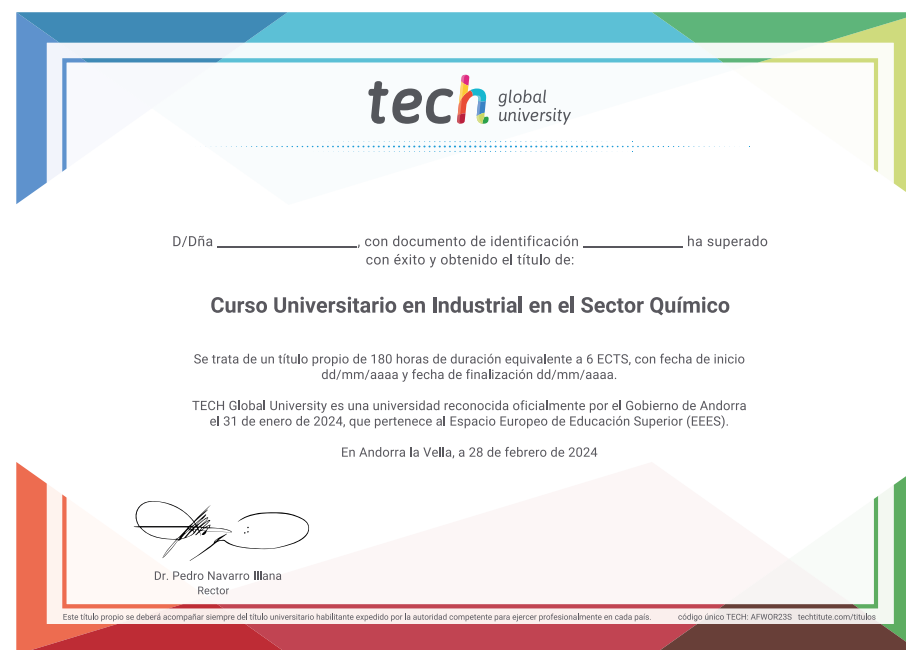 tech global university
D/Dña ____________________, con documento de identificación ______________ ha superado
con éxito y obtenido el título de:
Curso Universitario en Industrial en el Sector Químico
Se trata de un título propio de 180 horas de duración equivalente a 6 ECTS, con fecha de inicio
dd/mm/aaaa y fecha de finalización dd/mm/aaaa.
TECH Global University es una universidad reconocida oficialmente por el Gobierno de Andorra
el 31 de enero de 2024, que pertenece al Espacio Europeo de Educación Superior (EEES).
En Andorra la Vella, a 28 de febrero de 2024
Dr. Pedro Navarro Illana
Rector
Este título propio se deberá acompañar siempre del título universitario habilitante expedido por la autoridad competente para ejercer profesionalmente en cada país. código único TECH: AFWOR23S techtitute.com/titulos